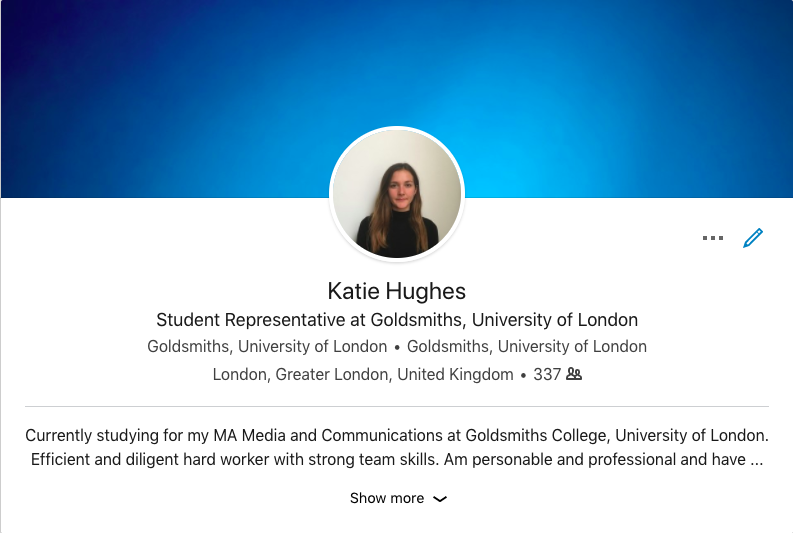 Katie Hughes
Student Representative at Goldsmiths, University of London
Goldsmiths, University of London • Goldsmiths, University of London
London, Greater London, United Kingdom • 337
Currently studying for my MA Media and Communications at Goldsmiths College, University of London.
Efficient and diligent hard worker with strong team skills. Am personable and professional and have ...
Show more